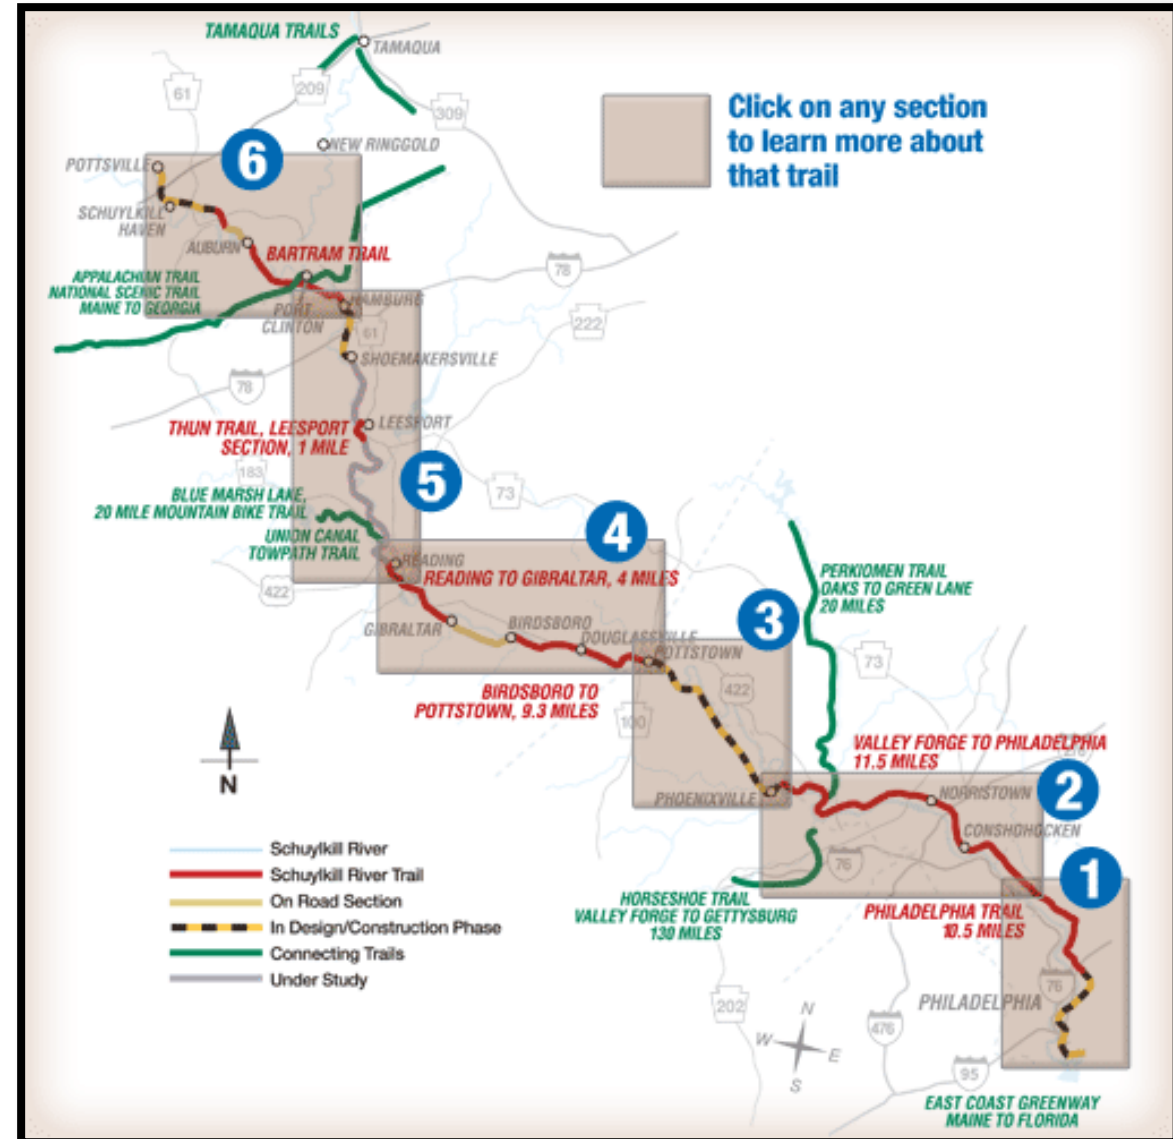 TAMAQUA TRAILS
TAMAQUA
61
209
309
Click on any section
to learn more about
that trail
6
NEW RINGGOLD
POTTSVILLE
SCHUYLKILL
HAVEN
AUBURN
BARTRAM TRAIL
78
APPALACHIAN TRAIL
NATIONAL SCENIC TRAIL
MAINE TO GEORGIA
HAMBURG
PORT
CLINTON
61
222
SHOEMAKERSVILLE
78
LEESPORT
THUN TRAIL, LEESPORT
SECTION, 1 MILE
183
5
73
BLUE MARSH LAKE,
20 MILE MOUNTAIN BIKE TRAIL
UNION CANAL
TOWPATH TRAIL
4
READING
READING TO GIBRALTAR, 4 MILES
422
PERKIOMEN TRAIL
OAKS TO GREEN LANE
20 MILES
GIBRALTAR
BIRDSBORO
DOUGLASSVILLE
3
POTTSTOWN
73
422
BIRDSBORO TO
POTTSTOWN, 9.3 MILES
100
VALLEY FORGE TO PHILADELPHIA
11.5 MILES
276
N
PHOENIXVILLE
NORRISTOWN
2
CONSHOHOCKEN
76
Schuylkill River
Schuylkill River Trail
On Road Section
In Design/Construction Phase
Connecting Trails
Under Study
HORSESHOE TRAIL
VALLEY FORGE TO GETTYSBURG
130 MILES
1
PHILADELPHIA TRAIL
10.5 MILES
76
PHILADELPHIA
202
N
W
E
S
476
95
EAST COAST GREENWAY
MAINE TO FLORIDA